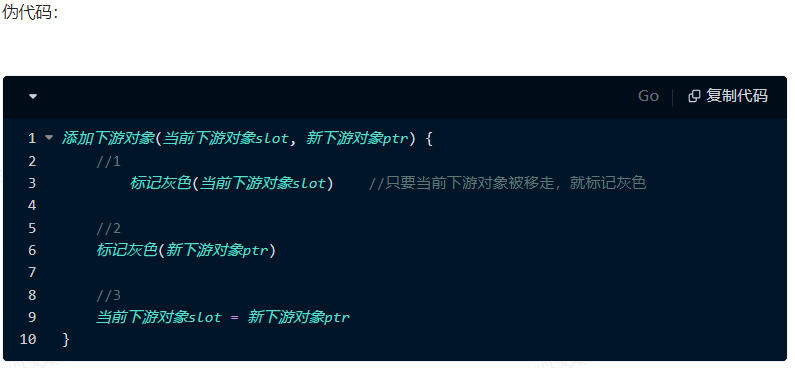 伪代码:
Go 复制代码
1 添加下游对象(当前下游对象slot, 新下游对象ptr) {
2 //1
3 标记灰色(当前下游对象slot) //只要当前下游对象被移走，就标记灰色
4
5 //2
6 标记灰色(新下游对象ptr)
7
8 //3
9 当前下游对象slot = 新下游对象ptr
10 }